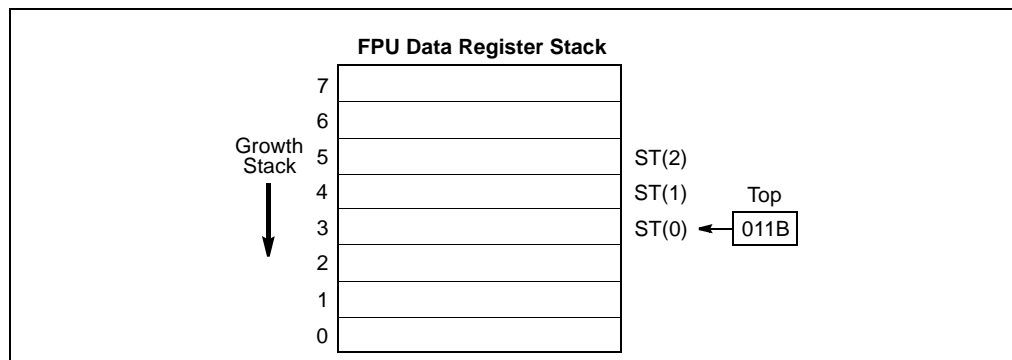 FPU Data Register Stack
7
6
Growth
Stack
5 ST(2)
4 ST(1) Top
3 ST(0) 011B
2
1
0